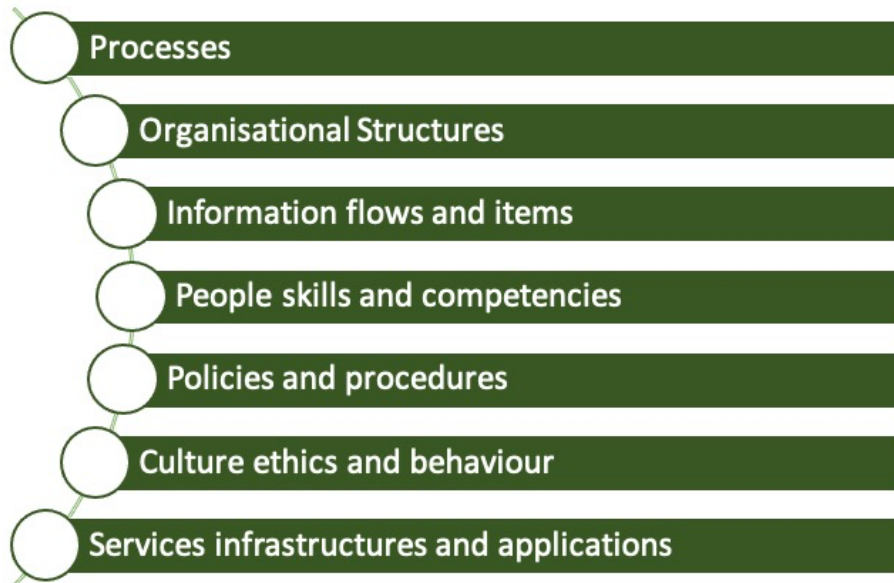 Processes
Organisational Structures
Information flows and items
People skills and competencies
Policies and procedures
Culture ethics and behaviour
Services infrastructures and applications